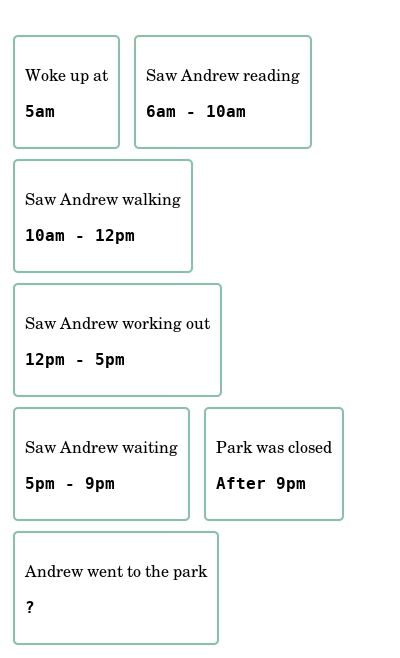 Woke up at
5am
Saw Andrew reading
6am - 10am
Saw Andrew walking
10am - 12pm
Saw Andrew working out
12pm - 5pm
Saw Andrew waiting
5pm - 9pm
Park was closed
After 9pm
Andrew went to the park
?